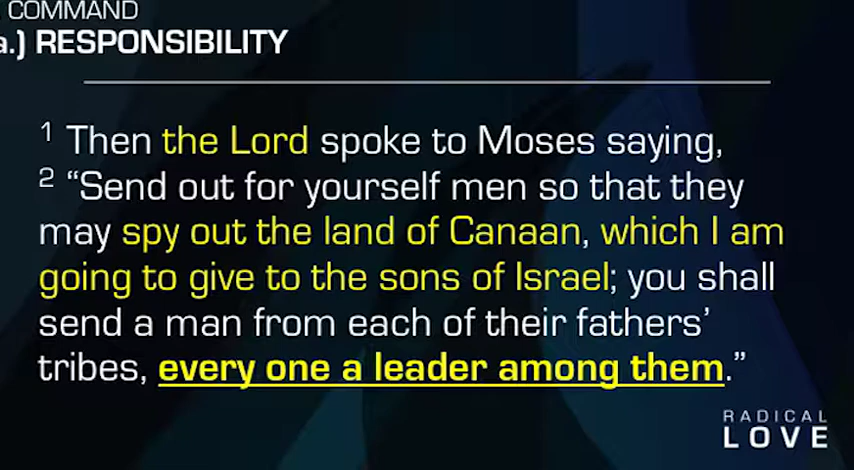 COMMAND
a.) RESPONSIBILITY
1 Then the Lord spoke to Moses saying,
2 “Send out for yourself men so that they
may spy out the land of Canaan, which I am
going to give to the sons of Israel; you shall
send a man from each of their fathers’
tribes, every one a leader among them.”
RADICAL
LOVE